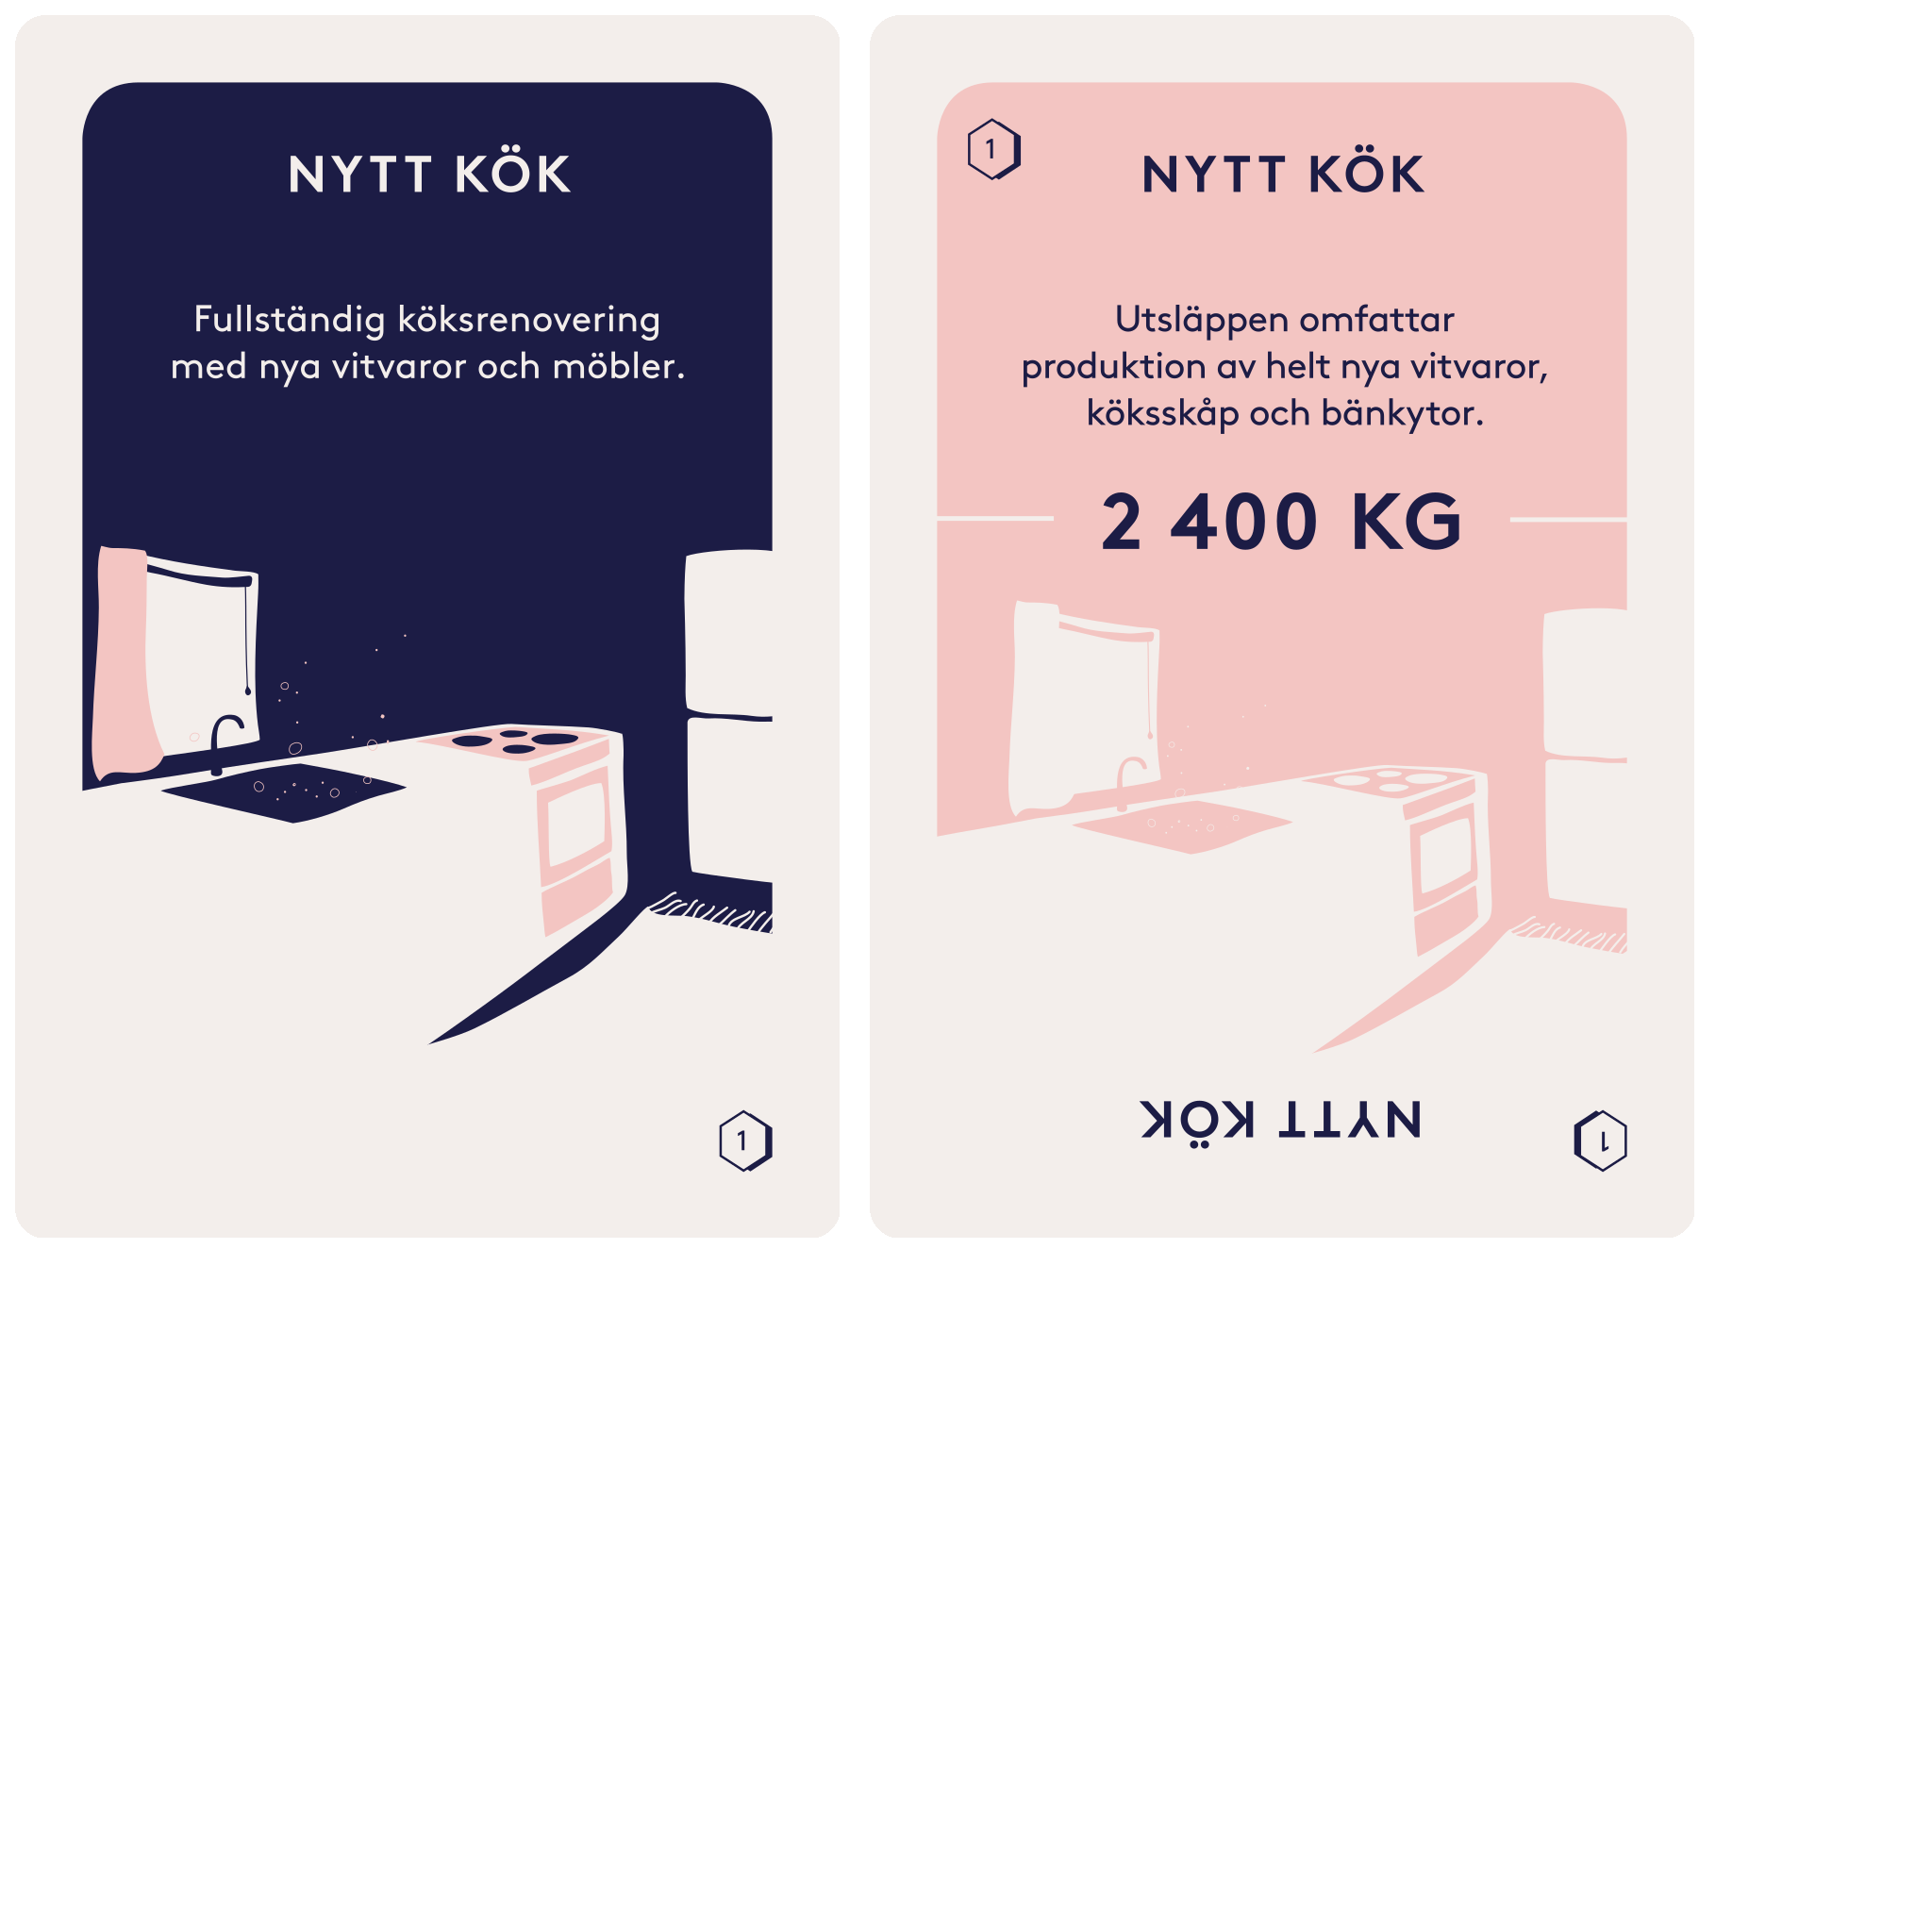 NYTT KÖK
Fullständig köksrenovering
med nya vitvaror och möbler.
1
1
NYTT KÖK
Utsläppen omfattar
produktion av helt nya vitvaror,
köksskåp och bänkytor.
2 400 KG
NYTT KÖK
1